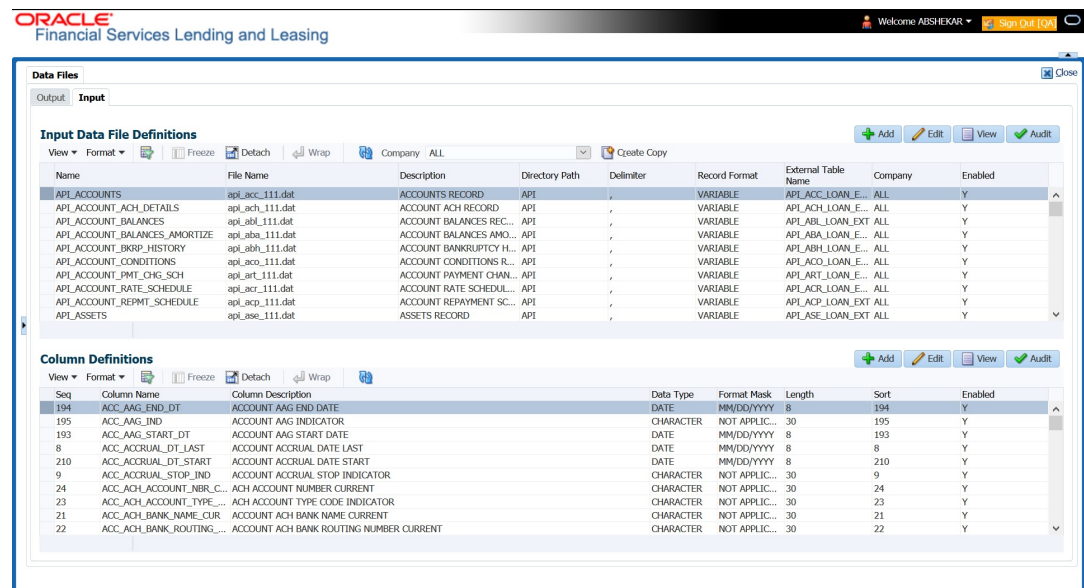 ORACLE
Financial Services Lending and Leasing
Welcome ABSHEKAR
Sign Out [QA]
Data Files
Close
Output Input
Input Data File Definitions
Add Edit View Audit
View Format Freeze Detach Wrap Company ALL Create Copy
Name File Name Description Directory Path Delimiter Record Format External Table Name Company Enabled
API_ACCOUNTS api_acc_111.dat ACCOUNTS RECORD API , VARIABLE API_ACC_LOAN_E... ALL Y
API_ACCOUNT_ACH_DETAILS api_ach_111.dat ACCOUNT ACH RECORD API , VARIABLE API_ACH_LOAN_EXT ALL Y
API_ACCOUNT_BALANCES api_abl_111.dat ACCOUNT BALANCES REC... API , VARIABLE API_ABL_LOAN_EXT ALL Y
API_ACCOUNT_BALANCES_AMORTIZE api_aba_111.dat ACCOUNT BALANCES AMO... API , VARIABLE API_ABA_LOAN_E... ALL Y
API_ACCOUNT_BKRP_HISTORY api_abh_111.dat ACCOUNT BANKRUPTCY H... API , VARIABLE API_ABH_LOAN_E... ALL Y
API_ACCOUNT_CONDITIONS api_aco_111.dat ACCOUNT CONDITIONS R... API , VARIABLE API_ACO_LOAN_E... ALL Y
API_ACCOUNT_PMT_CHG_SCH api_art_111.dat ACCOUNT PAYMENT CHAN... API , VARIABLE API_ART_LOAN_E... ALL Y
API_ACCOUNT_RATE_SCHEDULE api_acr_111.dat ACCOUNT RATE SCHEDUL... API , VARIABLE API_ACR_LOAN_E... ALL Y
API_ACCOUNT_REPMT_SCHEDULE api_acp_111.dat ACCOUNT REPAYMENT SC... API , VARIABLE API_ACP_LOAN_EXT ALL Y
API_ASSETS api_ase_111.dat ASSETS RECORD API , VARIABLE API_ASE_LOAN_EXT ALL Y
Column Definitions
Add Edit View Audit
View Format Freeze Detach Wrap
Seq Column Name Column Description Data Type Format Mask Length Sort Enabled
194 ACC_AAG_END_DT ACCOUNT AAG END DATE DATE MM/DD/YYYY 8 194 Y
195 ACC_AAG_IND ACCOUNT AAG INDICATOR CHARACTER NOT APPLIC... 30 195 Y
193 ACC_AAG_START_DT ACCOUNT AAG START DATE DATE MM/DD/YYYY 8 193 Y
8 ACC_ACCRUAL_DT_LAST ACCOUNT ACCRUAL DATE LAST DATE MM/DD/YYYY 8 8 Y
210 ACC_ACCRUAL_DT_START ACCOUNT ACCRUAL DATE START DATE MM/DD/YYYY 8 210 Y
9 ACC_ACCRUAL_STOP_IND ACCOUNT ACCRUAL STOP INDICATOR CHARACTER NOT APPLIC... 30 9 Y
24 ACC_ACH_ACCOUNT_NBR_C... ACH ACCOUNT NUMBER CURRENT CHARACTER NOT APPLIC... 30 24 Y
23 ACC_ACH_ACCOUNT_TYPE_... ACH ACCOUNT TYPE CODE INDICATOR CHARACTER NOT APPLIC... 30 23 Y
21 ACC_ACH_BANK_NAME_CUR ACCOUNT ACH BANK NAME CURRENT CHARACTER NOT APPLIC... 30 21 Y
22 ACC_ACH_BANK_ROUTING_... ACCOUNT ACH BANK ROUTING NUMBER CURRENT CHARACTER NOT APPLIC... 30 22 Y